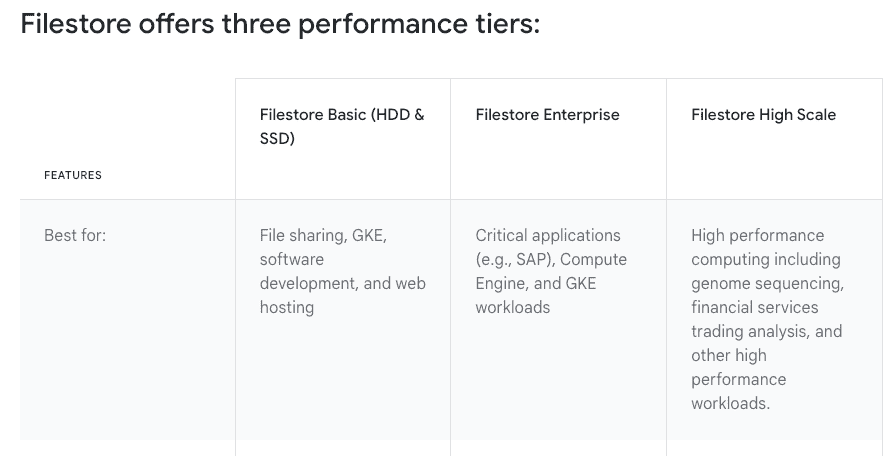 Filestore offers three performance tiers:
Filestore Basic (HDD &
SSD)
Filestore Enterprise
Filestore High Scale
FEATURES
Best for:
File sharing, GKE,
software
development, and web
hosting
Critical applications
(e.g., SAP), Compute
Engine, and GKE
workloads
High performance
computing including
genome sequencing,
financial services
trading analysis, and
other high
performance
workloads.